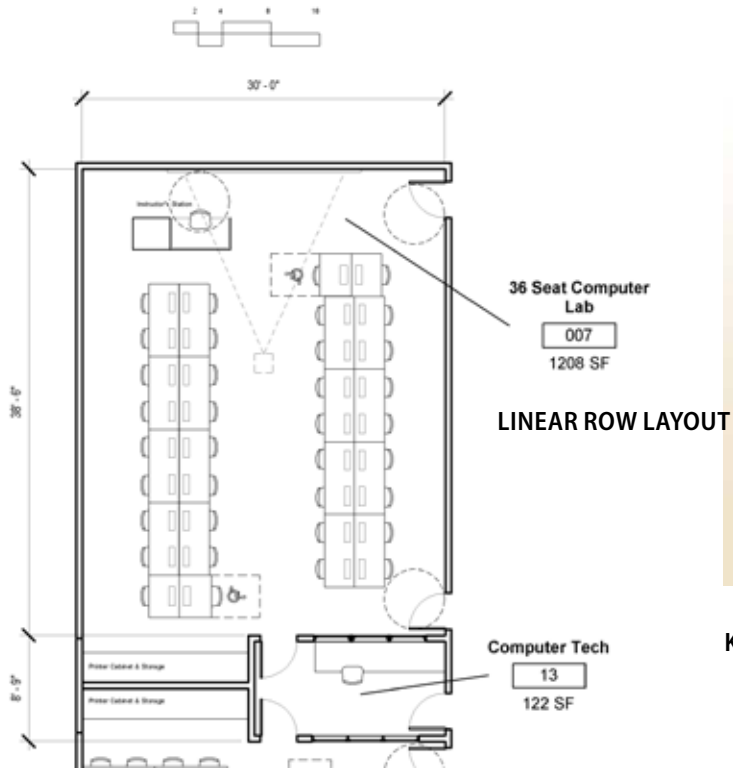 2 4 8 16
30' - 0"
Instructor's Station
38' - 6"
36 Seat Computer
Lab
007
1208 SF
LINEAR ROW LAYOUT
Computer Tech
13
122 SF
Printer Cabinet & Storage
Printer Cabinet & Storage
8' - 9"
K